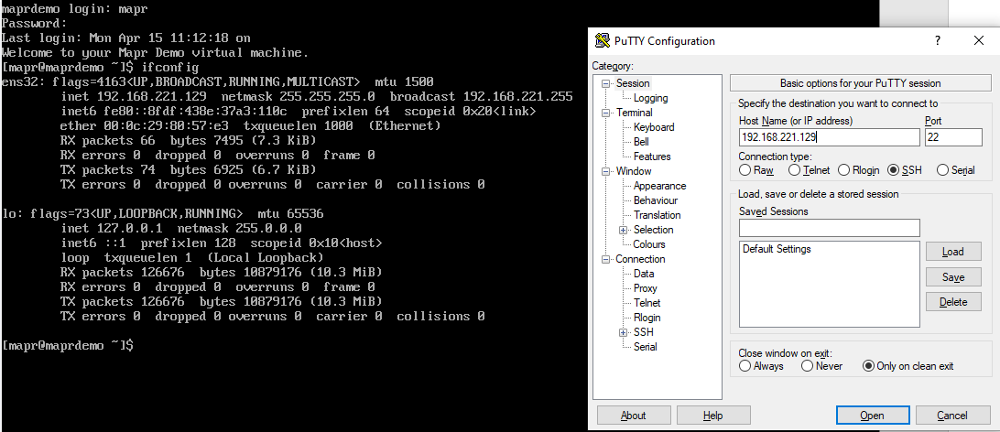 maprdemo login: mapr
Password:
Last login: Mon Apr 15 11:12:18 on
Welcome to your Mapr Demo virtual machine.
[mapr@maprdemo ~]$ ifconfig
ens32: flags=4163<UP,BROADCAST,RUNNING,MULTICAST>  mtu 1500
inet 192.168.221.129  netmask 255.255.255.0  broadcast 192.168.221.255
inet6 fe80::8fdf:438e:37a3:110c  prefixlen 64  scopeid 0x20<link>
ether 00:0c:29:80:57:e3  txqueuelen 1000  (Ethernet)
RX packets 66  bytes 7495 (7.3 KiB)
RX errors 0  dropped 0  overruns 0  frame 0
TX packets 74  bytes 6925 (6.7 KiB)
TX errors 0  dropped 0 overruns 0  carrier 0  collisions 0
lo: flags=73<UP,LOOPBACK,RUNNING>  mtu 65536
inet 127.0.0.1  netmask 255.0.0.0
inet6 ::1  prefixlen 128  scopeid 0x10<host>
loop  txqueuelen 1  (Local Loopback)
RX packets 126676  bytes 10879176 (10.3 MiB)
RX errors 0  dropped 0  overruns 0  frame 0
TX packets 126676  bytes 10879176 (10.3 MiB)
TX errors 0  dropped 0 overruns 0  carrier 0  collisions 0
[mapr@maprdemo ~]$
PuTTY Configuration
Category:
Session
Logging
Terminal
Keyboard
Bell
Features
Window
Appearance
Behaviour
Translation
Selection
Colours
Connection
Data
Proxy
Telnet
Rlogin
SSH
Serial
Basic options for your PuTTY session
Specify the destination you want to connect to
Host Name (or IP address) Port
192.168.221.129 22
Connection type:
Raw Telnet Rlogin SSH Serial
Load, save or delete a stored session
Saved Sessions
Default Settings
Load
Save
Delete
Close window on exit:
Always Never Only on clean exit
About Help Open Cancel